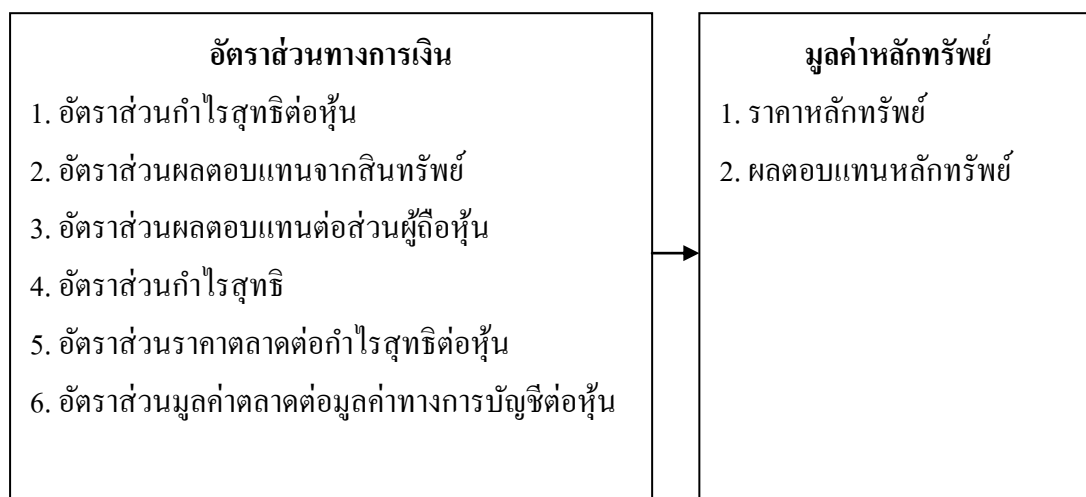 อัตราส่วนทางการเงิน
1. อัตราส่วนกำไรสุทธิต่อหุ้น
2. อัตราส่วนผลตอบแทนจากสินทรัพย์
3. อัตราส่วนผลตอบแทนต่อส่วนผู้ถือหุ้น
4. อัตราส่วนกำไรสุทธิ
5. อัตราส่วนราคาตลาดต่อกำไรสุทธิต่อหุ้น
6. อัตราส่วนมูลค่าตลาดต่อมูลค่าทางการบัญชีต่อหุ้น
มูลค่าหลักทรัพย์
1. ราคาหลักทรัพย์
2. ผลตอบแทนหลักทรัพย์